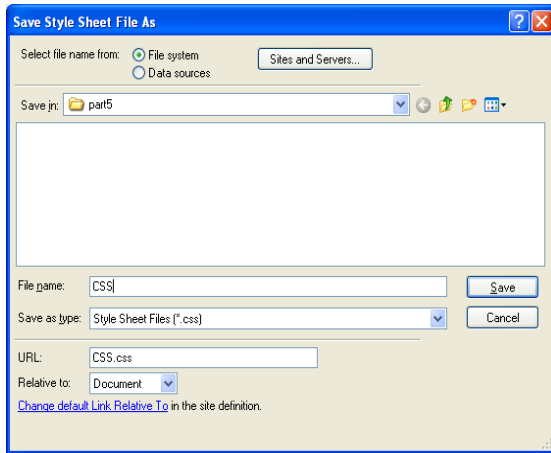 Save Style Sheet File As
Select file name from: File system Sites and Servers...
Data sources
Save in: part5
File name: CSS Save
Save as type: Style Sheet Files (*.css) Cancel
URL: CSS.css
Relative to: Document
Change default Link Relative To in the site definition.